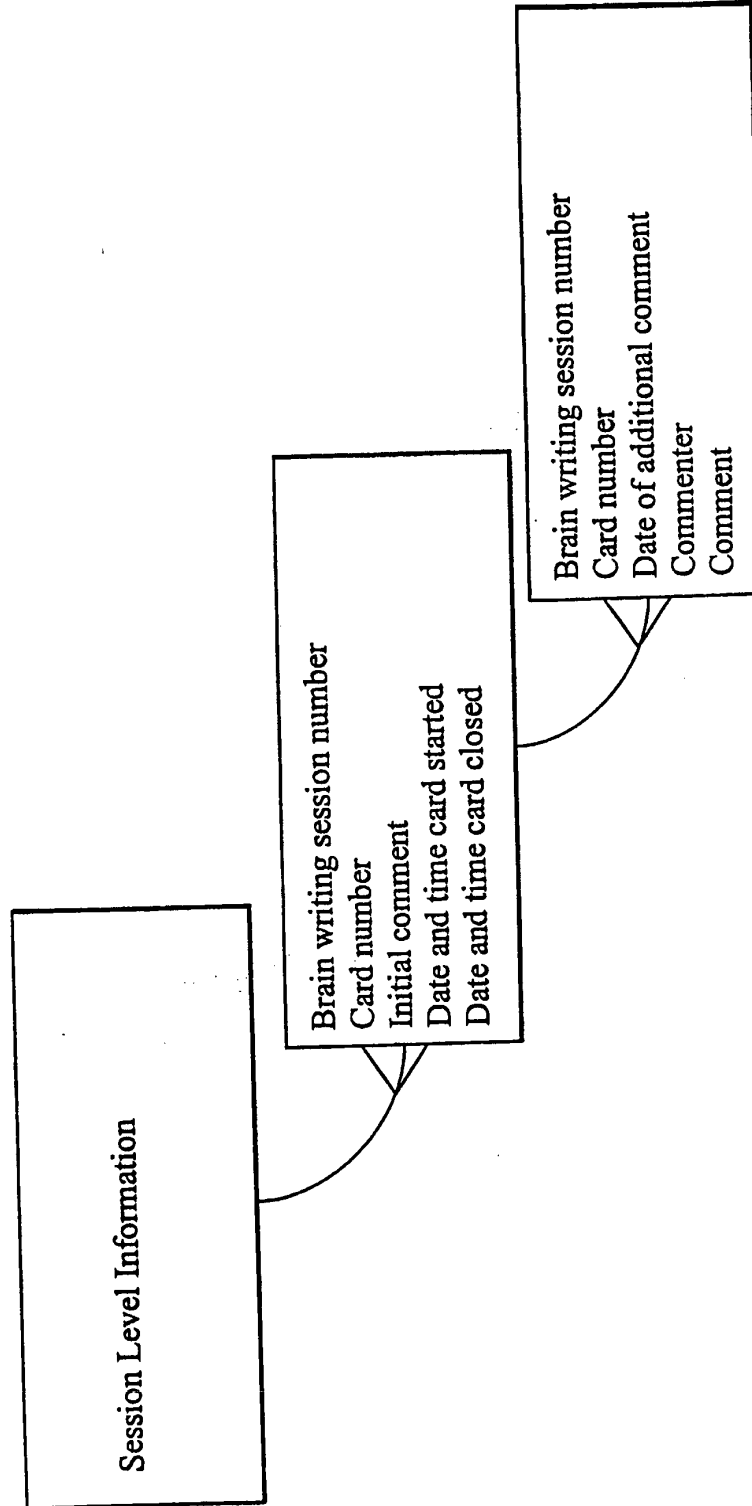 Session Level Information
Brain writing session number
Card number
Initial comment
Date and time card started
Date and time card closed
Brain writing session number
Card number
Date of additional comment
Commenter
Comment